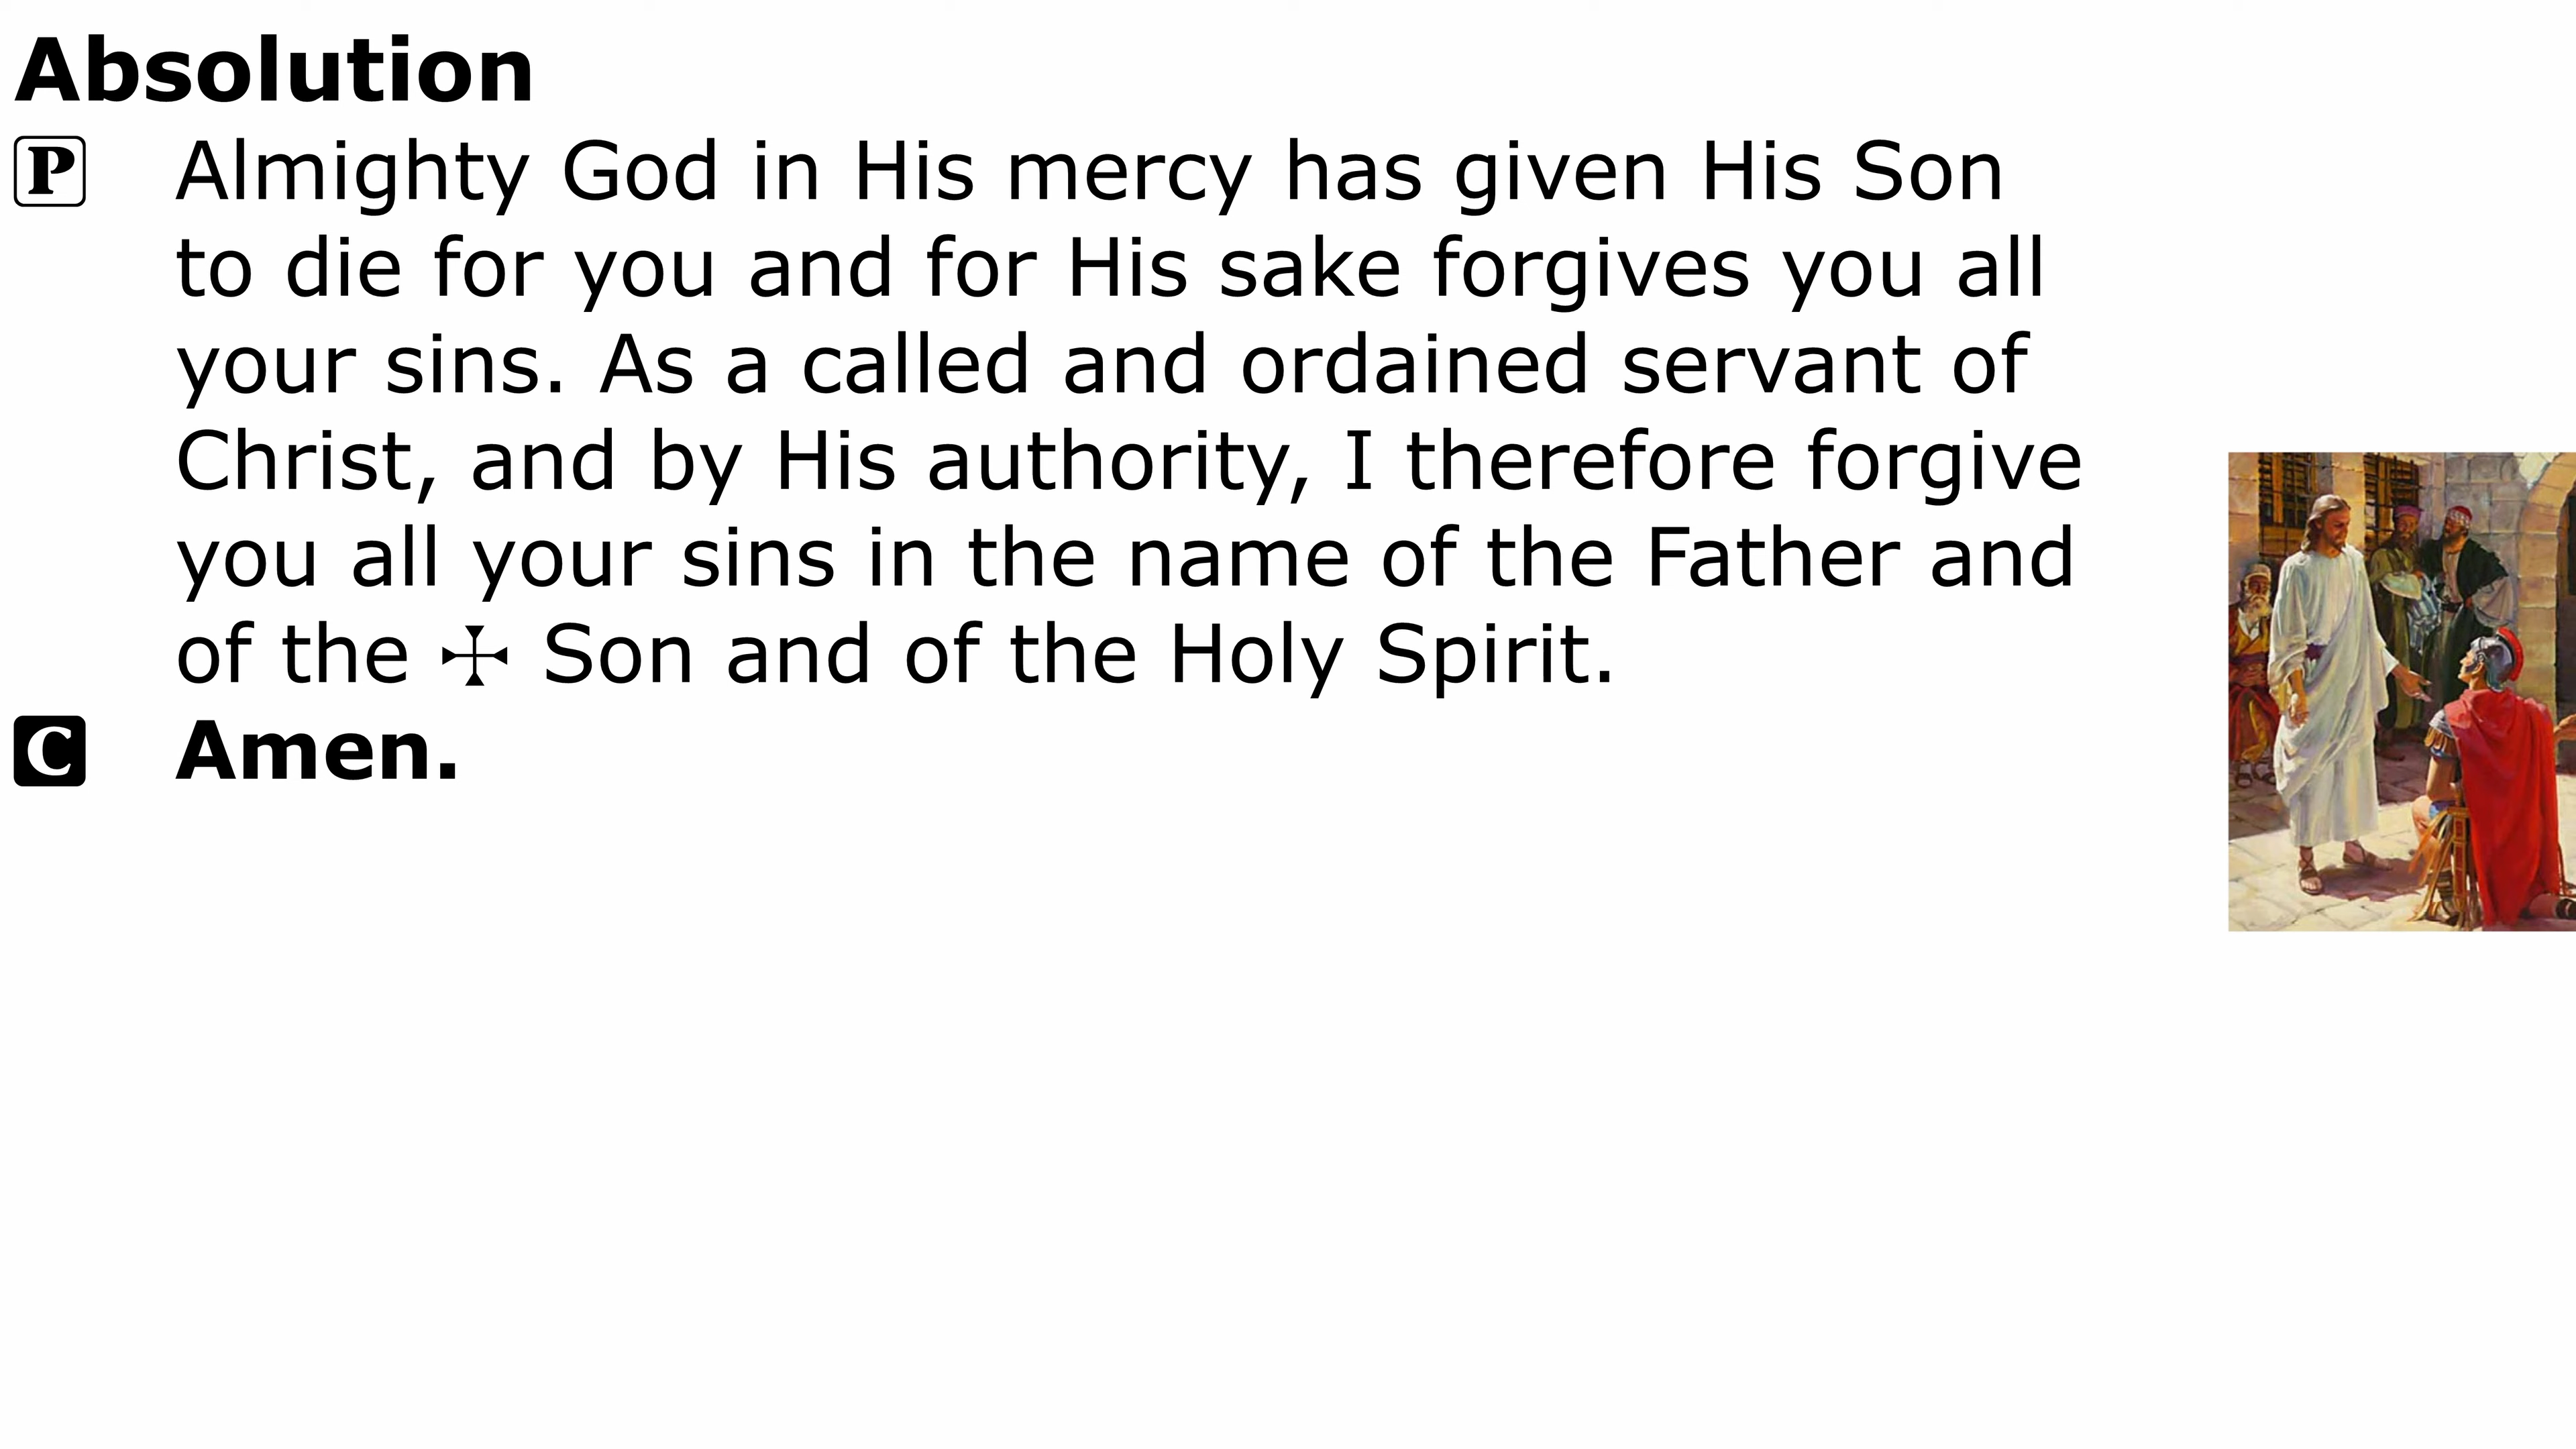 Absolution
P Almighty God in His mercy has given His Son
to die for you and for His sake forgives you all
your sins. As a called and ordained servant of
Christ, and by His authority, I therefore forgive
you all your sins in the name of the Father and
of the ☩ Son and of the Holy Spirit.
C Amen.